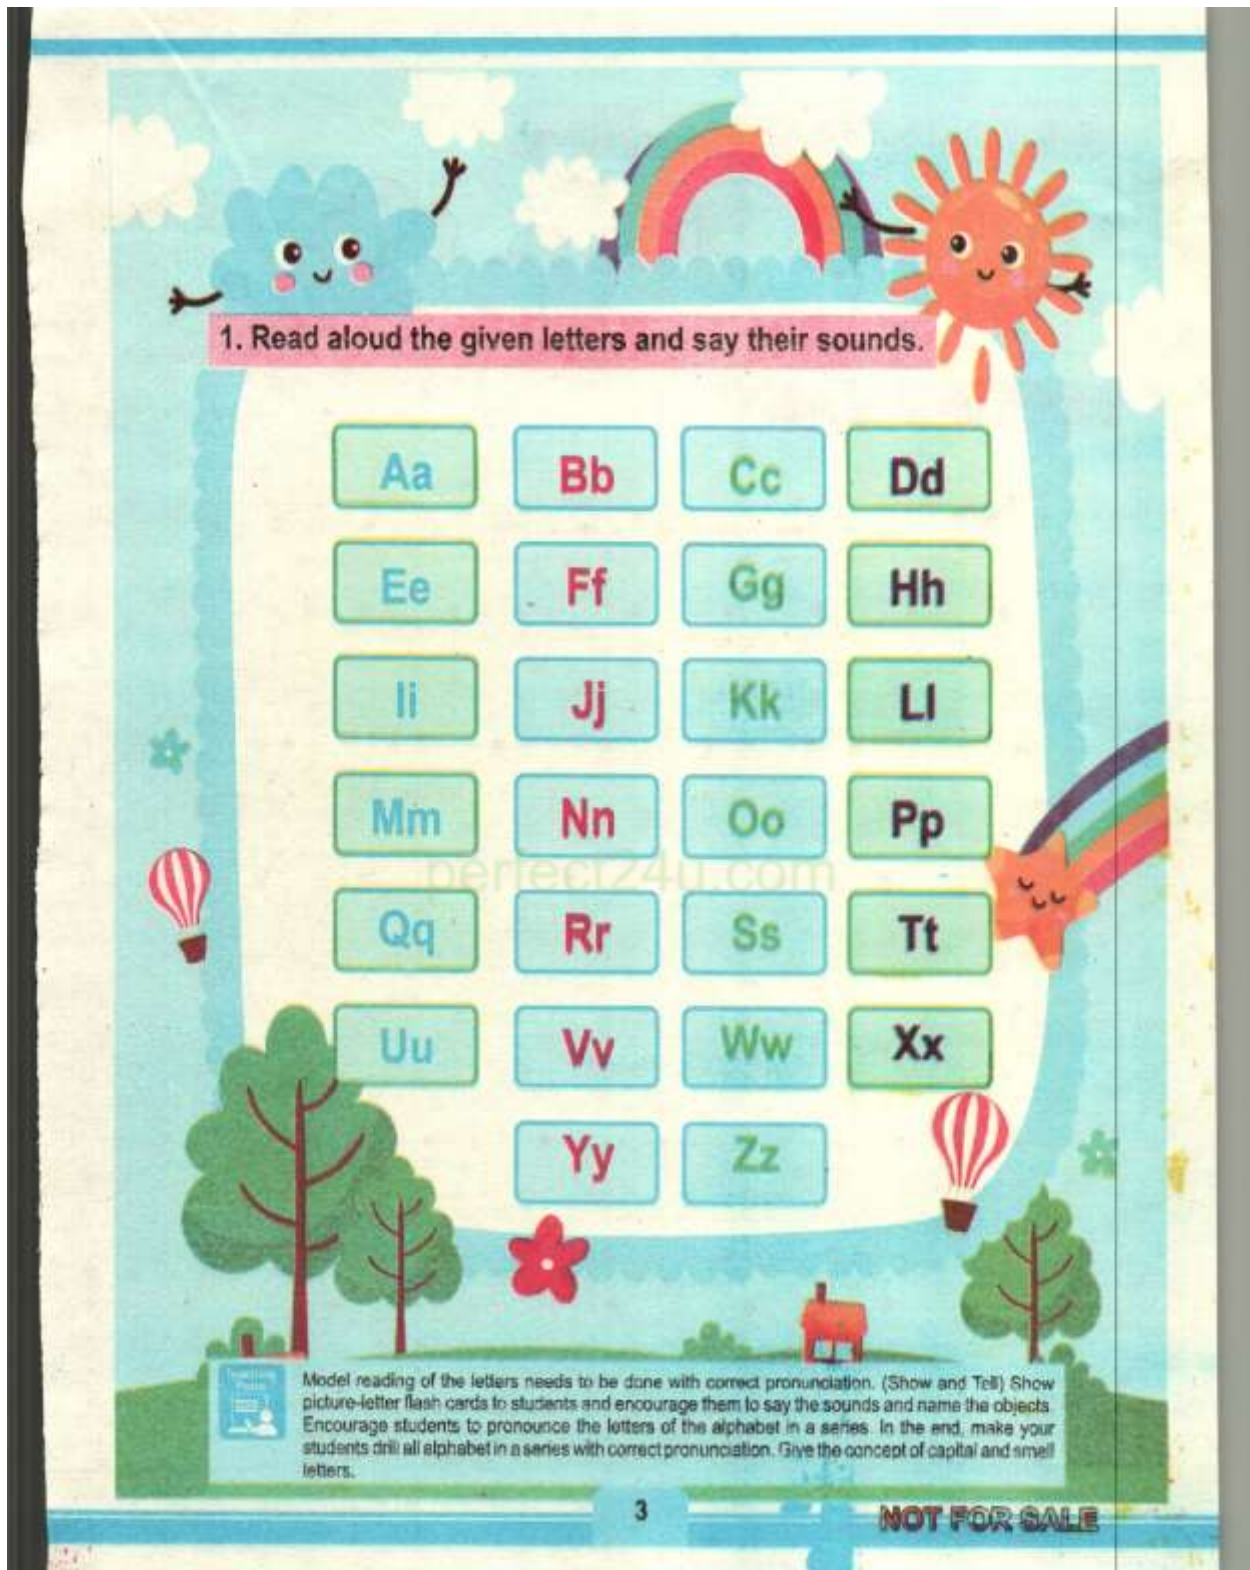 1. Read aloud the given letters and say their sounds.
Aa Bb Cc Dd
Ee Ff Gg Hh
Ii Jj Kk Ll
Mm Nn Oo Pp
perfect24u.com
Qq Rr Ss Tt
Uu Vv Ww Xx
Yy Zz
Model reading of the letters needs to be done with correct pronunciation. (Show and Tell) Show
picture-letter flash cards to students and encourage them to say the sounds and name the objects.
Encourage students to pronounce the letters of the alphabet in a series. In the end, make your
students drill all alphabet in a series with correct pronunciation. Give the concept of capital and small
letters.
3
NOT FOR SALE